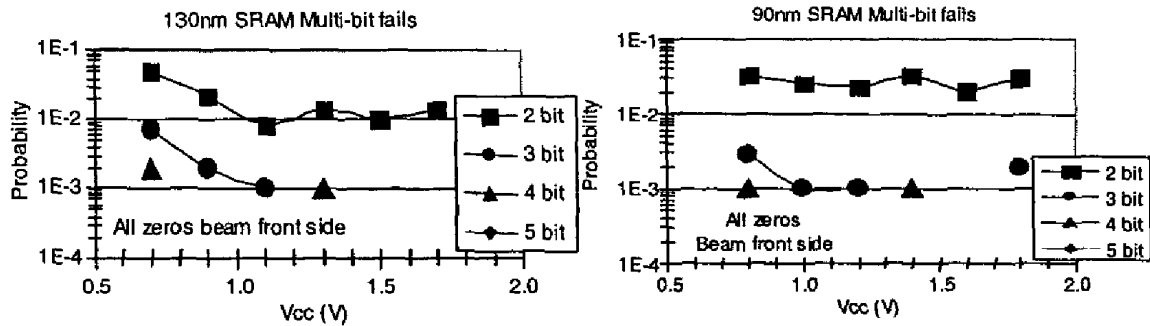 130nm SRAM Multi-bit fails
1E-1
1E-2
1E-3
1E-4
Probability
0.5
1.0
1.5
2.0
Vcc (V)
All zeros beam front side
2 bit
3 bit
4 bit
5 bit
90nm SRAM Multi-bit fails
1E-1
1E-2
1E-3
1E-4
Probability
0.5
1.0
1.5
2.0
Vcc (V)
All zeros
Beam front side
2 bit
3 bit
4 bit
5 bit